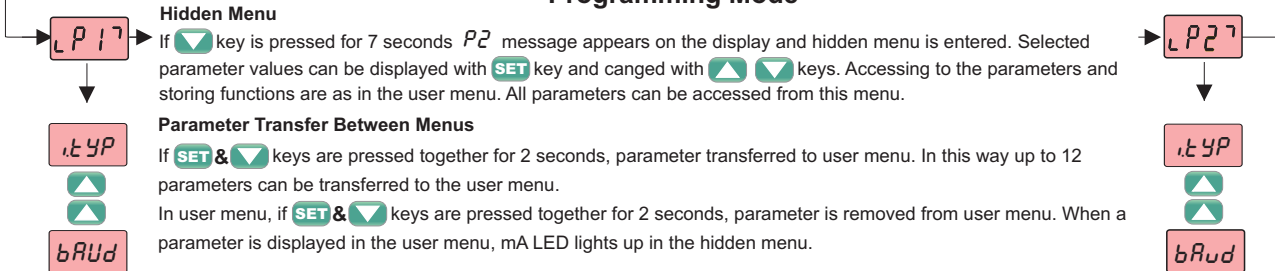 Programming Mode
Hidden Menu
P1
If key is pressed for 7 seconds P2 message appears on the display and hidden menu is entered. Selected
P2
parameter values can be displayed with SET key and canged with keys. Accessing to the parameters and
storing functions are as in the user menu. All parameters can be accessed from this menu.
Parameter Transfer Between Menus
i.tYP
If SET & keys are pressed together for 2 seconds, parameter transferred to user menu. In this way up to 12
i.tYP
parameters can be transferred to the user menu.
In user menu, if SET & keys are pressed together for 2 seconds, parameter is removed from user menu. When a
bAUd
parameter is displayed in the user menu, mA LED lights up in the hidden menu.
bAud